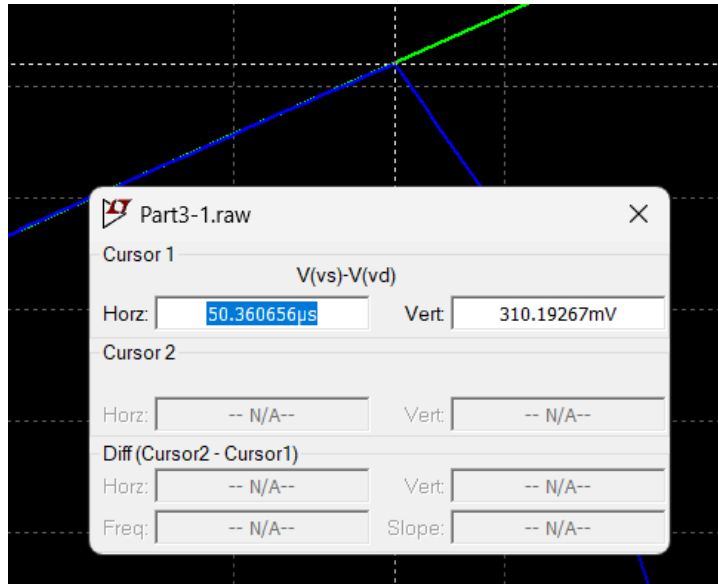 Part3-1.raw
Cursor 1
V(vs)-V(vd)
Horz: 50.360656µs Vert: 310.19267mV
Cursor 2
Horz: -- N/A-- Vert: -- N/A--
Diff (Cursor2 - Cursor1)
Horz: -- N/A-- Vert: -- N/A--
Freq: -- N/A-- Slope: -- N/A--